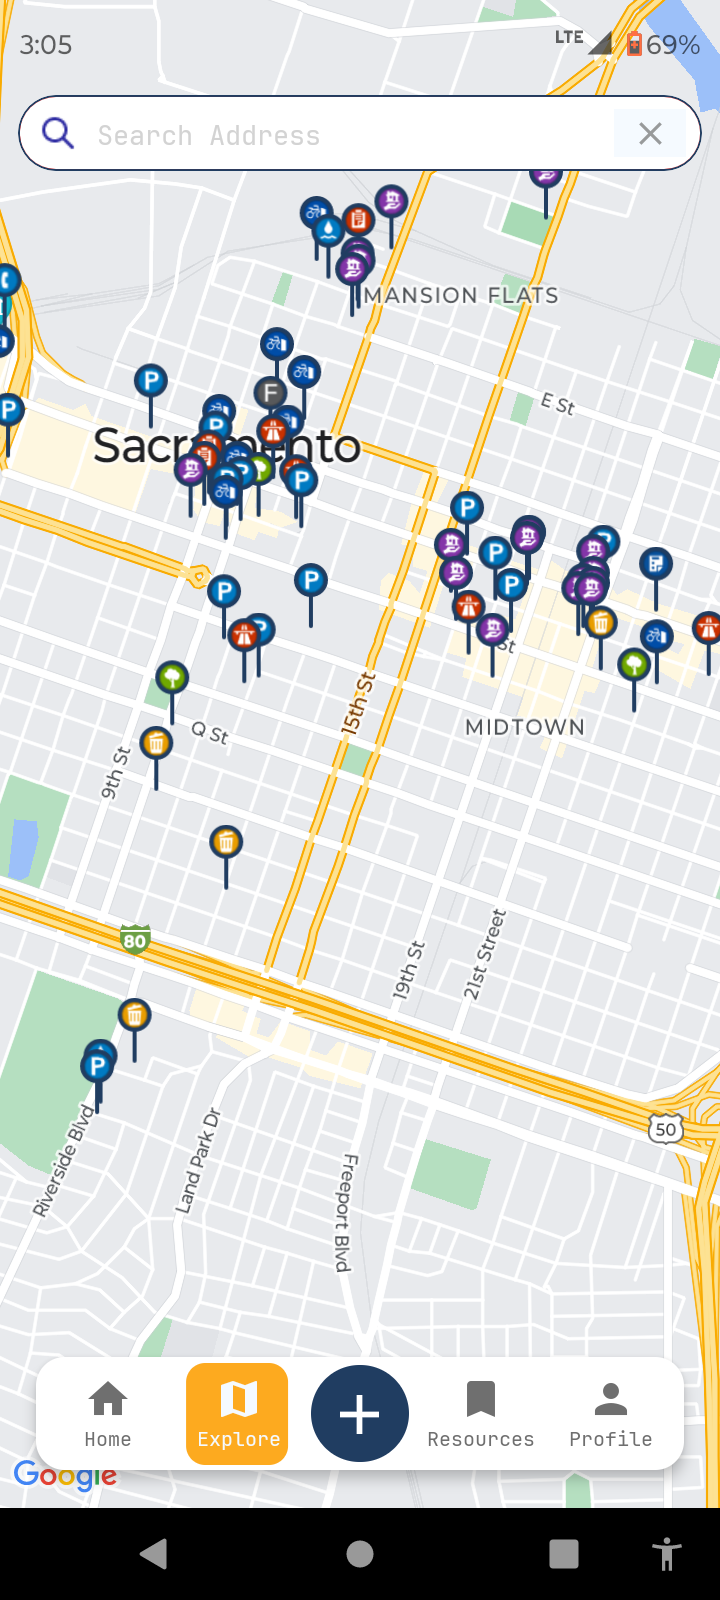 3:05
LTE
69%
Search Address
MANSION FLATS
E St
Sacramento
F
P
15th St
St
MIDTOWN
Q St
9th St
80
19th St
21st Street
50
Riverside Blvd
Land Park Dr
Freeport Blvd
Home
Explore
Resources
Profile
Google